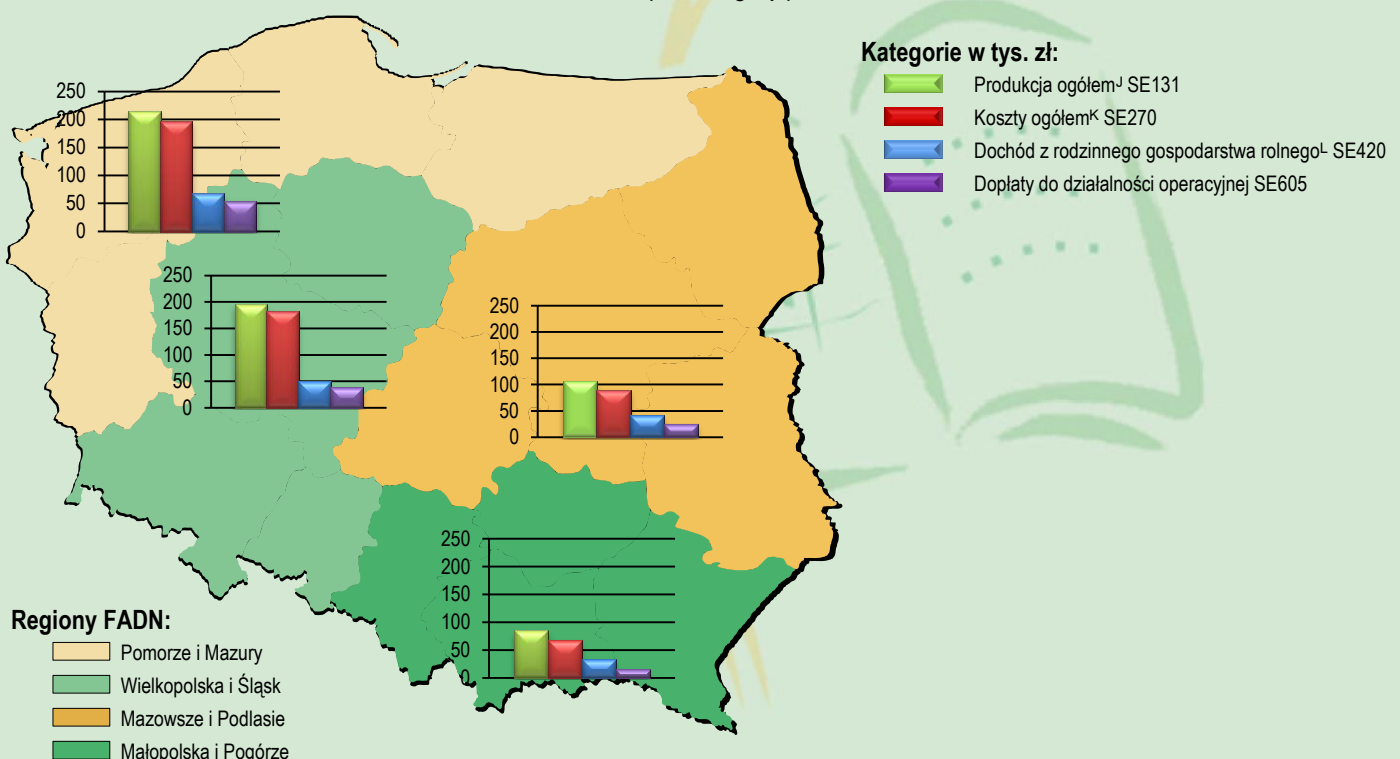 Kategorie w tys. zł:
Produkcja ogółemᴶ SE131
Koszty ogółemᴷ SE270
Dochód z rodzinnego gospodarstwa rolnegoᴸ SE420
Dopłaty do działalności operacyjnej SE605
250
200
150
100
50
0
250
200
150
100
50
0
250
200
150
100
50
0
250
200
150
100
50
0
Regiony FADN:
Pomorze i Mazury
Wielkopolska i Śląsk
Mazowsze i Podlasie
Małopolska i Pogórze